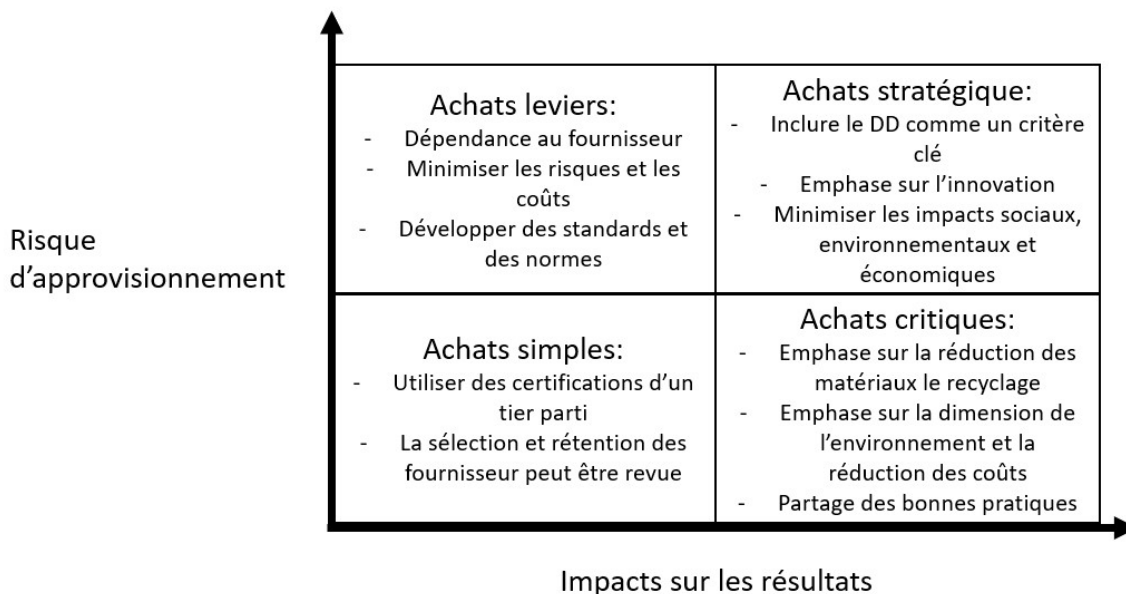 Risque
d'approvisionnement
Achats leviers:
- Dépendance au fournisseur
- Minimiser les risques et les
coûts
- Développer des standards et
des normes
Achats stratégique:
- Inclure le DD comme un critère
clé
- Emphase sur l'innovation
- Minimiser les impacts sociaux,
environnementaux et
économiques
Achats simples:
- Utiliser des certifications d'un
tier parti
- La sélection et rétention des
fournisseur peut être revue
Achats critiques:
- Emphase sur la réduction des
matériaux le recyclage
- Emphase sur la dimension de
l'environnement et la
réduction des coûts
- Partage des bonnes pratiques
Impacts sur les résultats